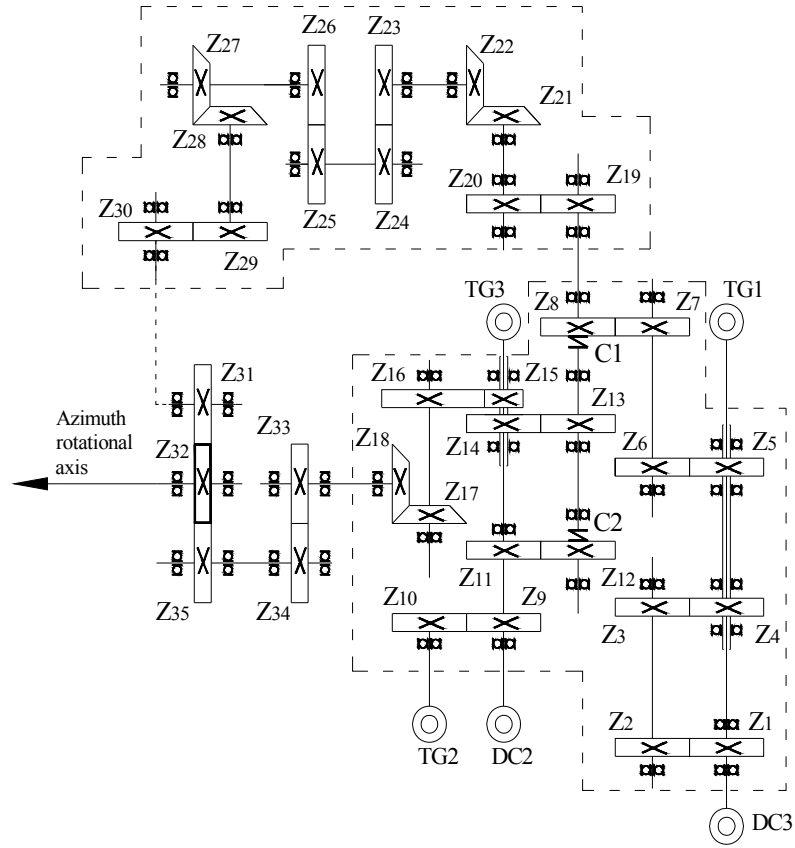 Z27
Z26
Z23
Z22
Z21
Z28
Z20
Z19
Z25
Z24
Z30
Z29
TG3
Z8
Z7
TG1
C1
Z31
Z16
Z15
Z13
Azimuth
rotational
axis
Z32
Z33
Z18
Z14
Z6
Z5
Z17
C2
Z11
Z12
Z35
Z34
Z10
Z9
Z3
Z4
Z2
Z1
TG2
DC2
DC3